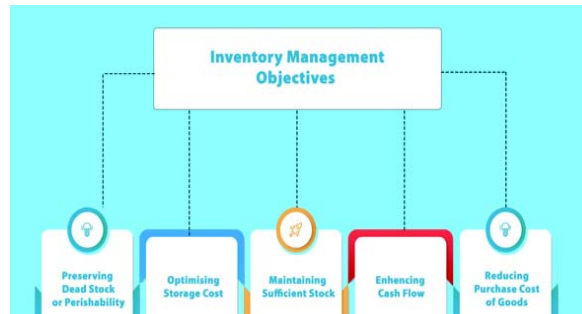 Inventory Management
Objectives
Preserving
Dead Stock
or Perishability
Optimising
Storage Cost
Maintaining
Sufficient Stock
Enhencing
Cash Flow
Reducing
Purchase Cost
of Goods